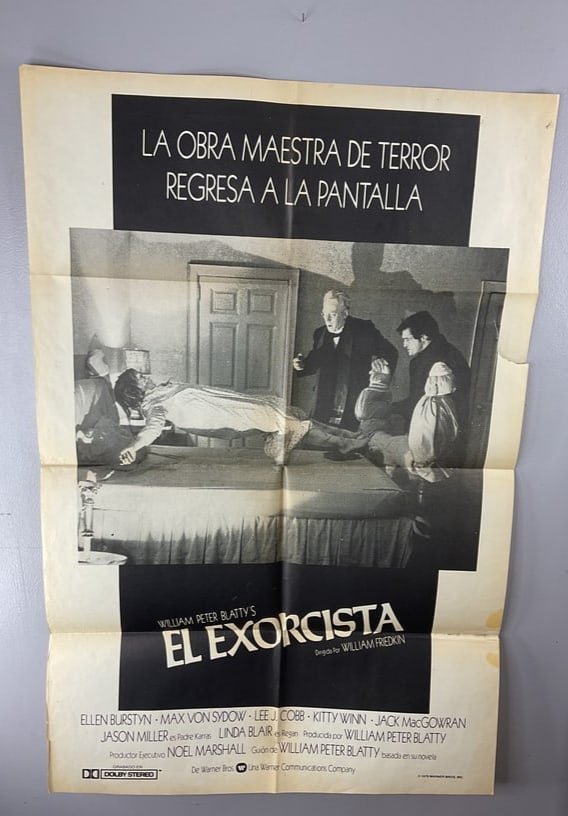 LA OBRA MAESTRA DE TERROR
REGRESA A LA PANTALLA
WILLIAM PETER BLATTY'S
EL EXORCISTA
Dirigida Por WILLIAM FRIEDKIN
ELLEN BURSTYN · MAX VON SYDOW · LEE J. COBB · KITTY WINN · JACK MacGOWRAN
JASON MILLER es Padre Karras LINDA BLAIR es Regan Producida por WILLIAM PETER BLATTY
Productor Ejecutivo NOEL MARSHALL Guión de WILLIAM PETER BLATTY basada en su novela
GRABADO EN
DOLBY STEREO
De Warner Bros. Una Warner Communications Company